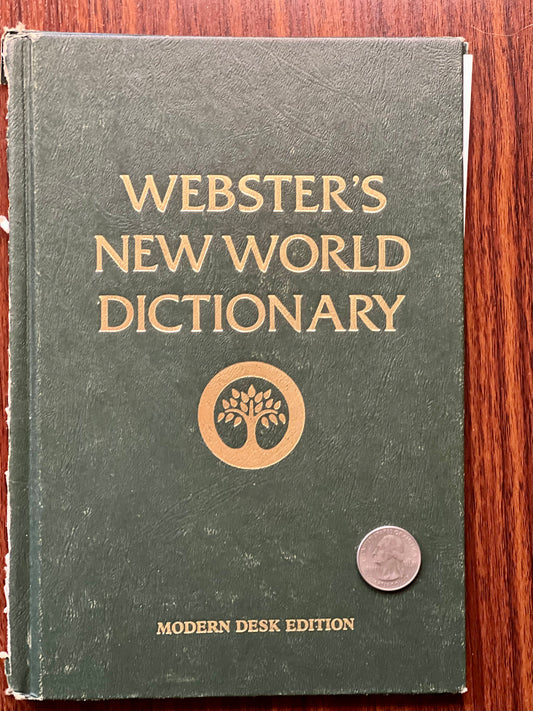 WEBSTER'S
NEW WORLD
DICTIONARY
MODERN DESK EDITION